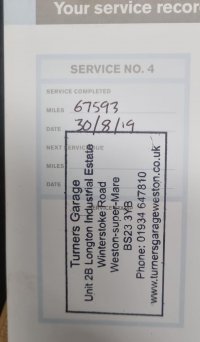 Your service recor
SERVICE NO. 4
SERVICE COMPLETED
MILES 67593
DATE 30/8/19
NEXT SERVICE DUE
MILES
DATE
Turners Garage
Unit 2B Longton Industrial Estate
Winterstoke Road
Weston-super-Mare
BS23 3YB
Phone: 01934 647810
www.turnersgarageweston.co.uk